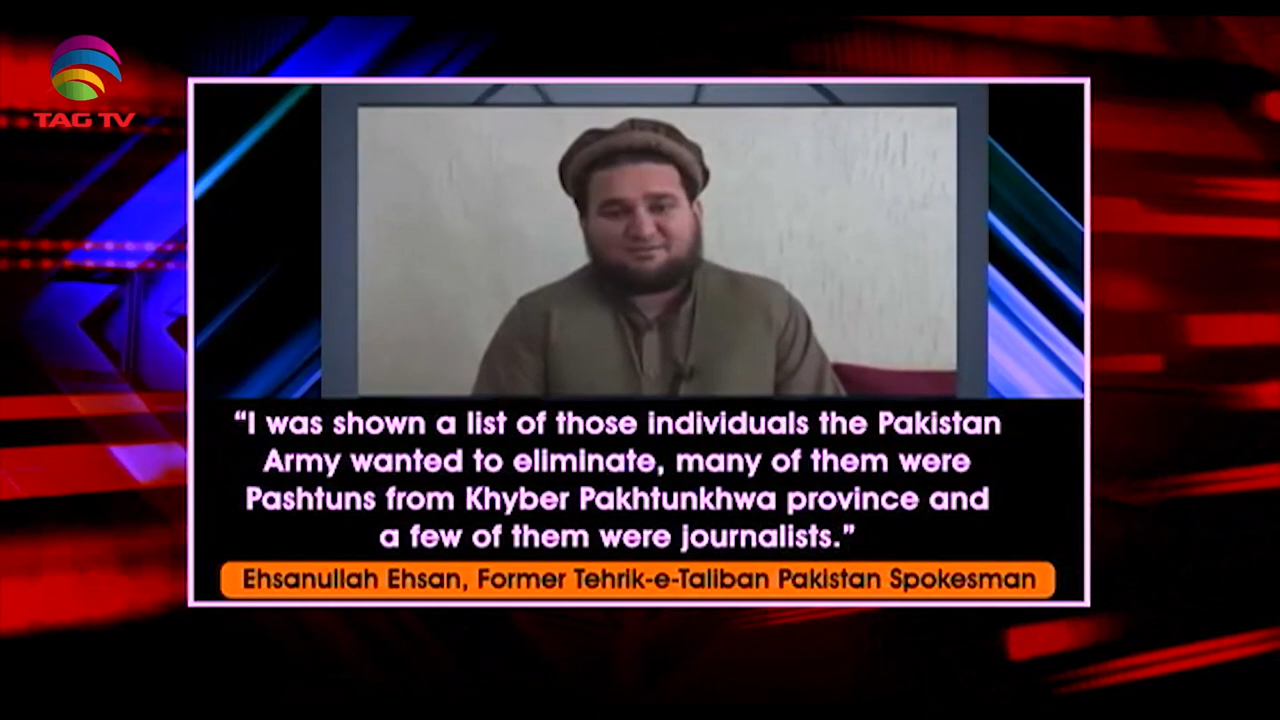 TAG TV
“I was shown a list of those individuals the Pakistan
Army wanted to eliminate, many of them were
Pashtuns from Khyber Pakhtunkhwa province and
a few of them were journalists.”
Ehsanullah Ehsan, Former Tehrik-e-Taliban Pakistan Spokesman